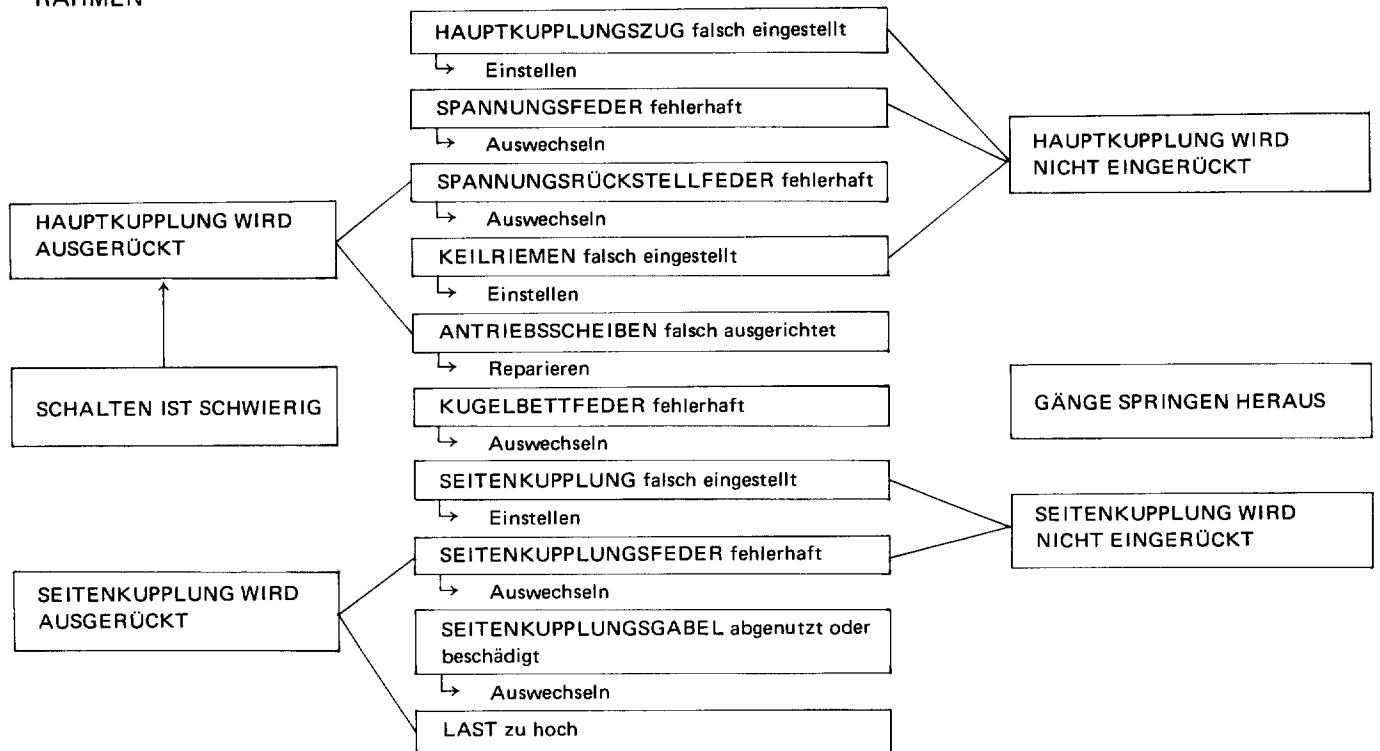 RAHMEN
HAUPTKUPPLUNGSZUG falsch eingestellt
↳ Einstellen
SPANNUNGSFEDER fehlerhaft
↳ Auswechseln
SPANNUNGSRÜCKSTELLFEDER fehlerhaft
↳ Auswechseln
KEILRIEMEN falsch eingestellt
↳ Einstellen
ANTRIEBSSCHEIBEN falsch ausgerichtet
↳ Reparieren
KUGELBETTFEDER fehlerhaft
↳ Auswechseln
SEITENKUPPLUNG falsch eingestellt
↳ Einstellen
SEITENKUPPLUNGSFEDER fehlerhaft
↳ Auswechseln
SEITENKUPPLUNGSGABEL abgenutzt oder
beschädigt
↳ Auswechseln
LAST zu hoch
HAUPTKUPPLUNG WIRD
AUSGERÜCKT
SCHALTEN IST SCHWIERIG
SEITENKUPPLUNG WIRD
AUSGERÜCKT
HAUPTKUPPLUNG WIRD
NICHT EINGERÜCKT
GÄNGE SPRINGEN HERAUS
SEITENKUPPLUNG WIRD
NICHT EINGERÜCKT